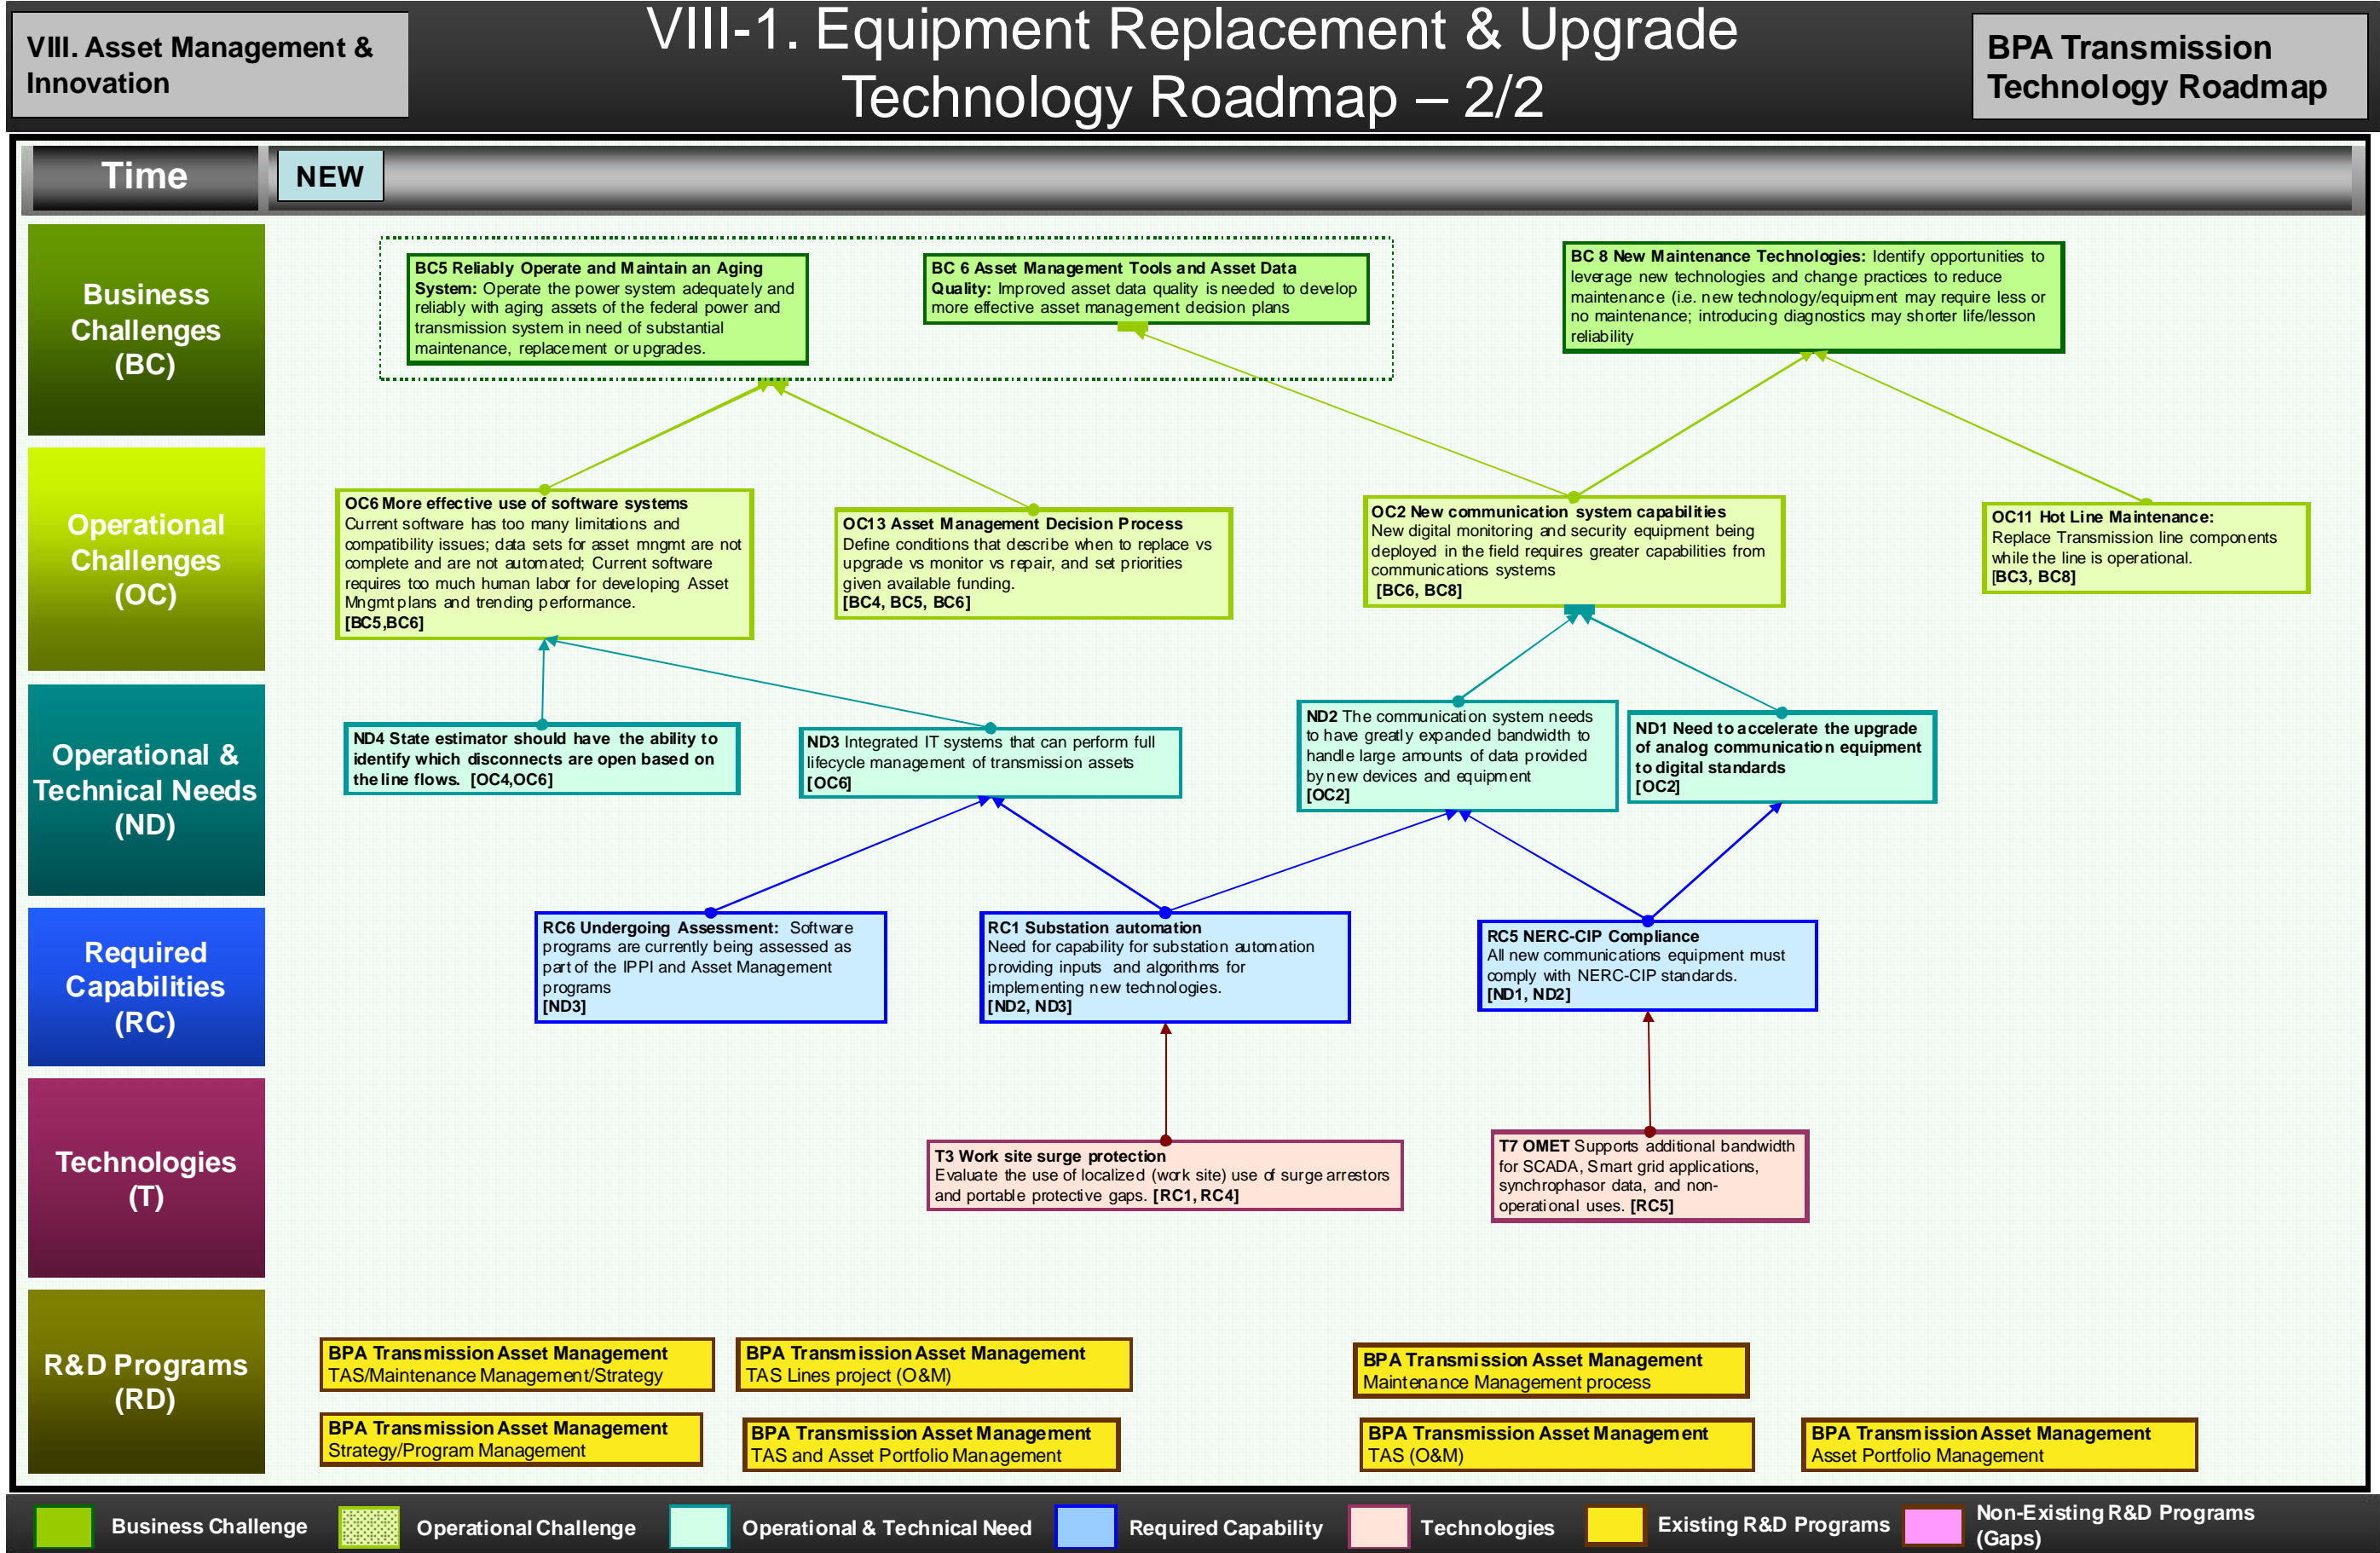 VIII. Asset Management &
Innovation
VIII-1. Equipment Replacement & Upgrade
Technology Roadmap – 2/2
BPA Transmission
Technology Roadmap
Time
NEW
Business
Challenges
(BC)
BC5 Reliably Operate and Maintain an Aging
System: Operate the power system adequately and
reliably with aging assets of the federal power and
transmission system in need of substantial
maintenance, replacement or upgrades.
BC 6 Asset Management Tools and Asset Data
Quality: Improved asset data quality is needed to develop
more effective asset management decision plans
BC 8 New Maintenance Technologies: Identify opportunities to
leverage new technologies and change practices to reduce
maintenance (i.e. new technology/equipment may require less or
no maintenance; introducing diagnostics may shorter life/lesson
reliability
Operational
Challenges
(OC)
OC6 More effective use of software systems
Current software has too many limitations and
compatibility issues; data sets for asset mngmt are not
complete and are not automated; Current software
requires too much human labor for developing Asset
Mngmt plans and trending performance.
[BC5,BC6]
OC13 Asset Management Decision Process
Define conditions that describe when to replace vs
upgrade vs monitor vs repair, and set priorities
given available funding.
[BC4, BC5, BC6]
OC2 New communication system capabilities
New digital monitoring and security equipment being
deployed in the field requires greater capabilities from
communications systems
[BC6, BC8]
OC11 Hot Line Maintenance:
Replace Transmission line components
while the line is operational.
[BC3, BC8]
Operational &
Technical Needs
(ND)
ND4 State estimator should have the ability to
identify which disconnects are open based on
the line flows. [OC4,OC6]
ND3 Integrated IT systems that can perform full
lifecycle management of transmission assets
[OC6]
ND2 The communication system needs
to have greatly expanded bandwidth to
handle large amounts of data provided
by new devices and equipment
[OC2]
ND1 Need to accelerate the upgrade
of analog communication equipment
to digital standards
[OC2]
Required
Capabilities
(RC)
RC6 Undergoing Assessment: Software
programs are currently being assessed as
part of the IPPI and Asset Management
programs
[ND3]
RC1 Substation automation
Need for capability for substation automation
providing inputs and algorithms for
implementing new technologies.
[ND2, ND3]
RC5 NERC-CIP Compliance
All new communications equipment must
comply with NERC-CIP standards.
[ND1, ND2]
Technologies
(T)
T3 Work site surge protection
Evaluate the use of localized (work site) use of surge arrestors
and portable protective gaps. [RC1, RC4]
T7 OMET Supports additional bandwidth
for SCADA, Smart grid applications,
synchrophasor data, and non-
operational uses. [RC5]
R&D Programs
(RD)
BPA Transmission Asset Management
TAS/Maintenance Management/Strategy
BPA Transmission Asset Management
TAS Lines project (O&M)
BPA Transmission Asset Management
Maintenance Management process
BPA Transmission Asset Management
Strategy/Program Management
BPA Transmission Asset Management
TAS and Asset Portfolio Management
BPA Transmission Asset Management
TAS (O&M)
BPA Transmission Asset Management
Asset Portfolio Management
Business Challenge
Operational Challenge
Operational & Technical Need
Required Capability
Technologies
Existing R&D Programs
Non-Existing R&D Programs
(Gaps)